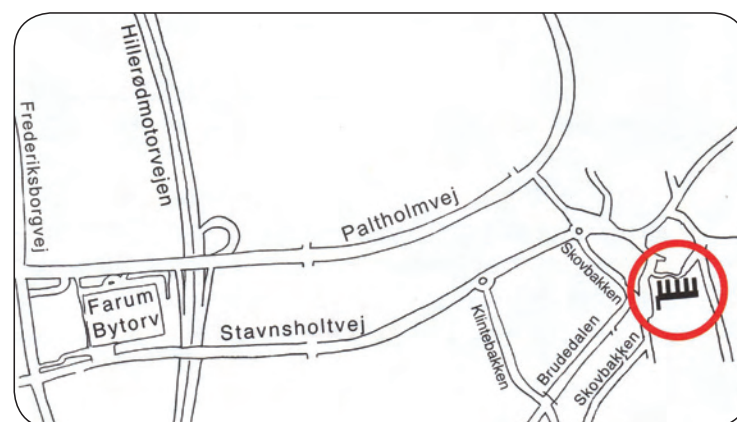 Frederiksborgvej
Hillerødmotorvejen
Paltholmvej
Farum
Bytorv
Stavnsholtvej
Klintebakken
Skovbakken
Brudedalen
Skovbakken